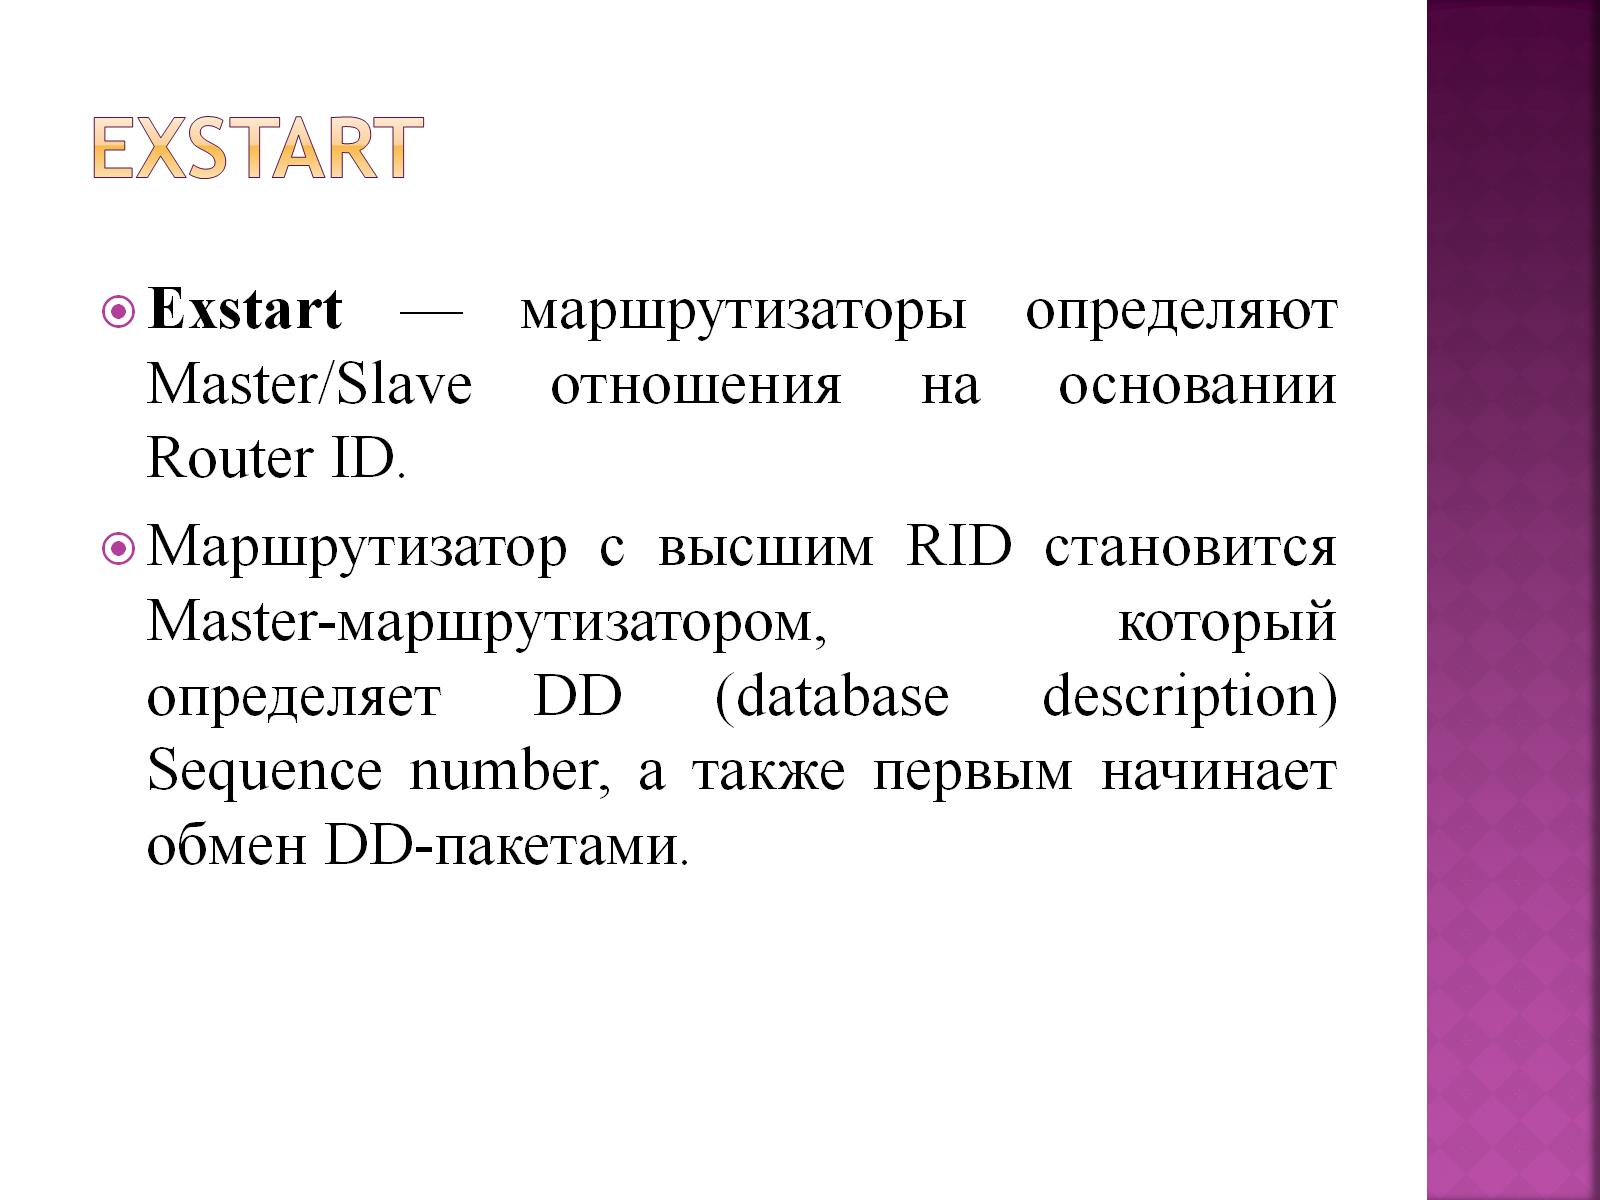 EXSTART
Exstart — маршрутизаторы определяют
Master/Slave отношения на основании
Router ID.
Маршрутизатор с высшим RID становится
Master-маршрутизатором, который
определяет DD (database description)
Sequence number, а также первым начинает
обмен DD-пакетами.